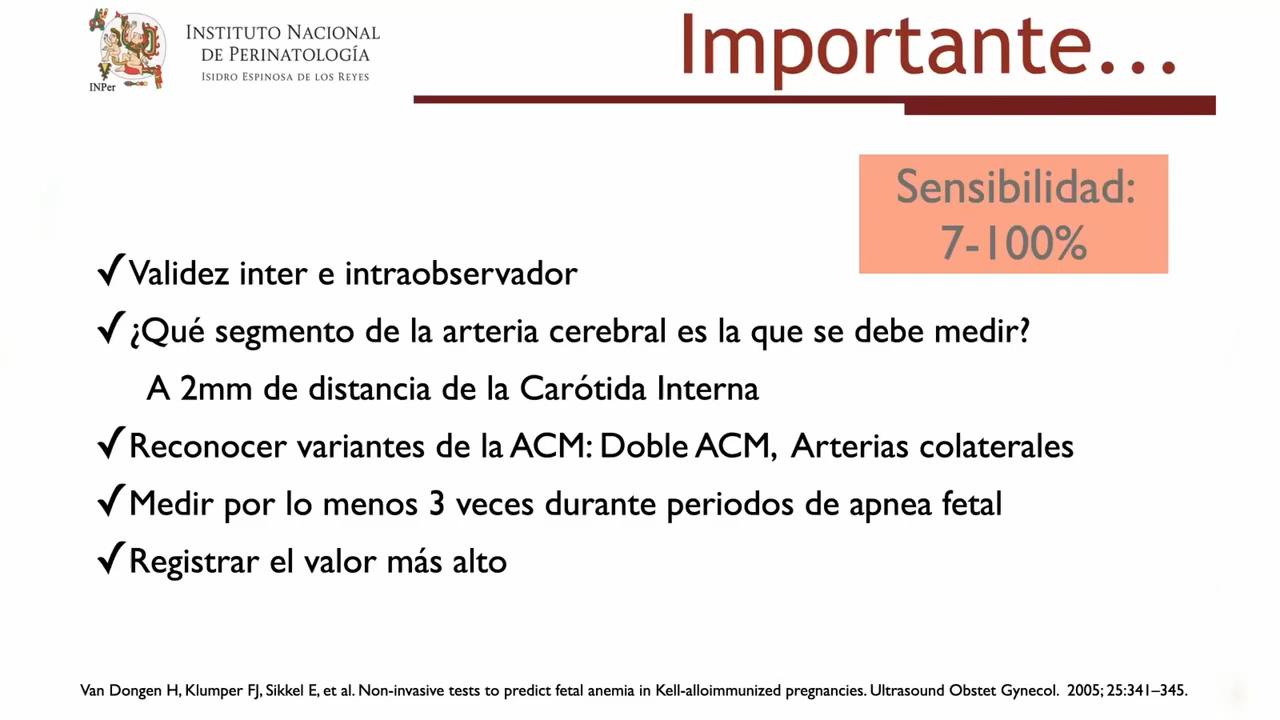 INSTITUTO NACIONAL
DE PERINATOLOGÍA
ISIDRO ESPINOSA DE LOS REYES
INPer
Importante...
Sensibilidad:
7-100%
✓Validez inter e intraobservador
✓¿Qué segmento de la arteria cerebral es la que se debe medir?
A 2mm de distancia de la Carótida Interna
✓Reconocer variantes de la ACM: Doble ACM, Arterias colaterales
✓Medir por lo menos 3 veces durante periodos de apnea fetal
✓Registrar el valor más alto
Van Dongen H, Klumper FJ, Sikkel E, et al. Non-invasive tests to predict fetal anemia in Kell-alloimmunized pregnancies. Ultrasound Obstet Gynecol. 2005; 25:341–345.